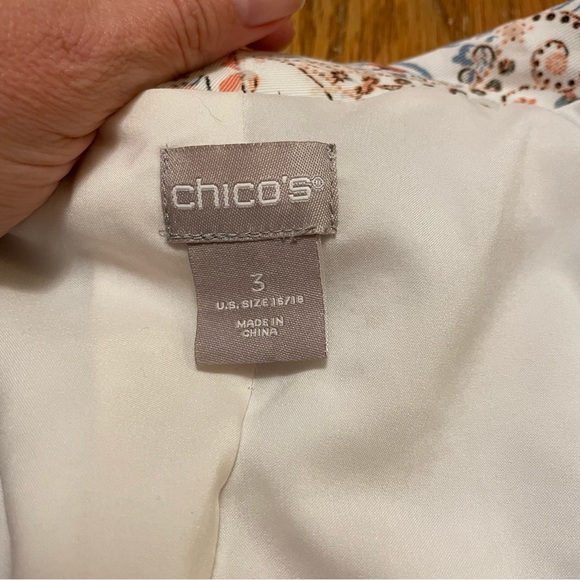 chico's®
3
U.S. SIZE 16/18
MADE IN
CHINA